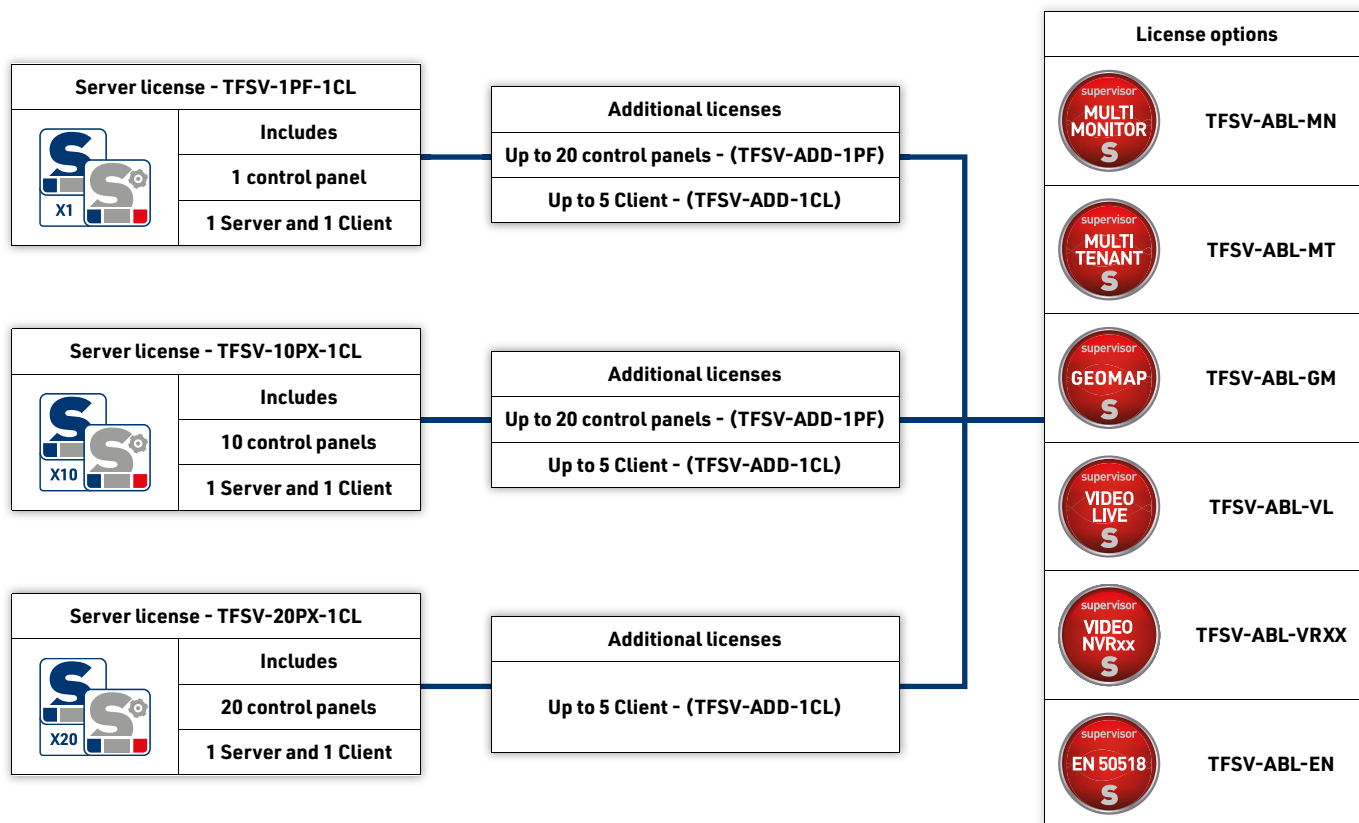 Server license - TFSV-1PF-1CL
X1
Includes
1 control panel
1 Server and 1 Client
Additional licenses
Up to 20 control panels - (TFSV-ADD-1PF)
Up to 5 Client - (TFSV-ADD-1CL)
Server license - TFSV-10PX-1CL
X10
Includes
10 control panels
1 Server and 1 Client
Additional licenses
Up to 20 control panels - (TFSV-ADD-1PF)
Up to 5 Client - (TFSV-ADD-1CL)
Server license - TFSV-20PX-1CL
X20
Includes
20 control panels
1 Server and 1 Client
Additional licenses
Up to 5 Client - (TFSV-ADD-1CL)
License options
supervisor
MULTI
MONITOR
S
TFSV-ABL-MN
supervisor
MULTI
TENANT
S
TFSV-ABL-MT
supervisor
GEOMAP
S
TFSV-ABL-GM
supervisor
VIDEO
LIVE
S
TFSV-ABL-VL
supervisor
VIDEO
NVRxx
S
TFSV-ABL-VRXX
supervisor
EN 50518
S
TFSV-ABL-EN